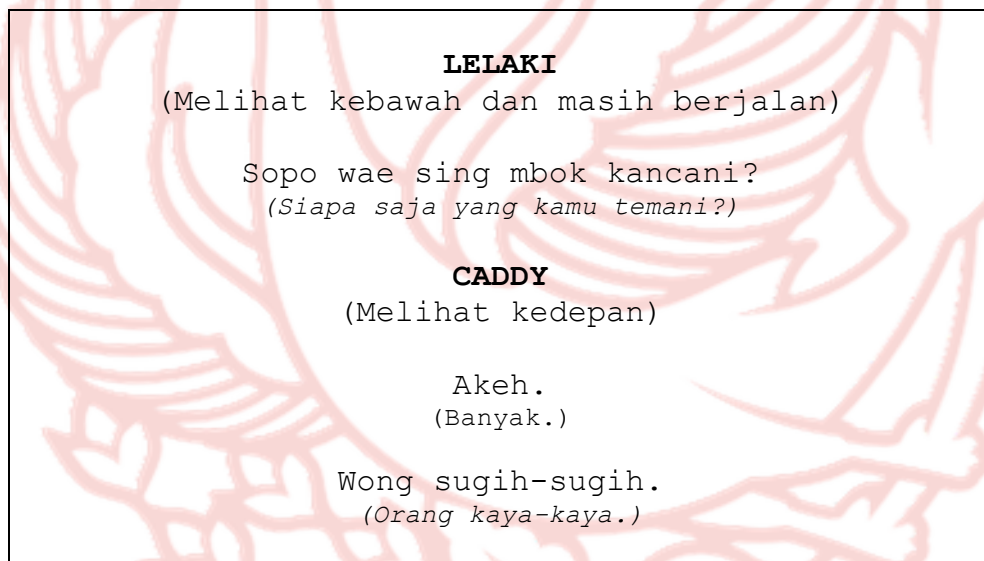 LELAKI
(Melihat kebawah dan masih berjalan)
Sopo wae sing mbok kancani?
(Siapa saja yang kamu temani?)
CADDY
(Melihat kedepan)
Akeh.
(Banyak.)
Wong sugih-sugih.
(Orang kaya-kaya.)